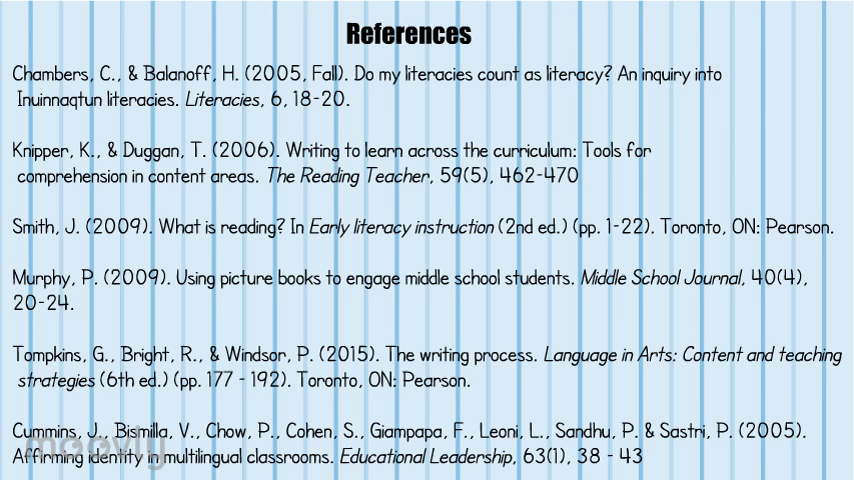 References
Chambers, C., & Balanoff, H. (2005, Fall). Do my literacies count as literacy? An inquiry into
Inuinnaqtun literacies. Literacies, 6, 18-20.
Knipper, K., & Duggan, T. (2006). Writing to learn across the curriculum: Tools for
comprehension in content areas. The Reading Teacher, 59(5), 462-470
Smith, J. (2009). What is reading? In Early literacy instruction (2nd ed.) (pp. 1-22). Toronto, ON: Pearson.
Murphy, P. (2009). Using picture books to engage middle school students. Middle School Journal, 40(4),
20-24.
Tompkins, G., Bright, R., & Windsor, P. (2015). The writing process. Language in Arts: Content and teaching
strategies (6th ed.) (pp. 177 - 192). Toronto, ON: Pearson.
Cummins, J., Bismilla, V., Chow, P., Cohen, S., Giampapa, F., Leoni, L., Sandhu, P. & Sastri, P. (2005).
moovly
Affirming identity in multilingual classrooms. Educational Leadership, 63(1), 38 - 43